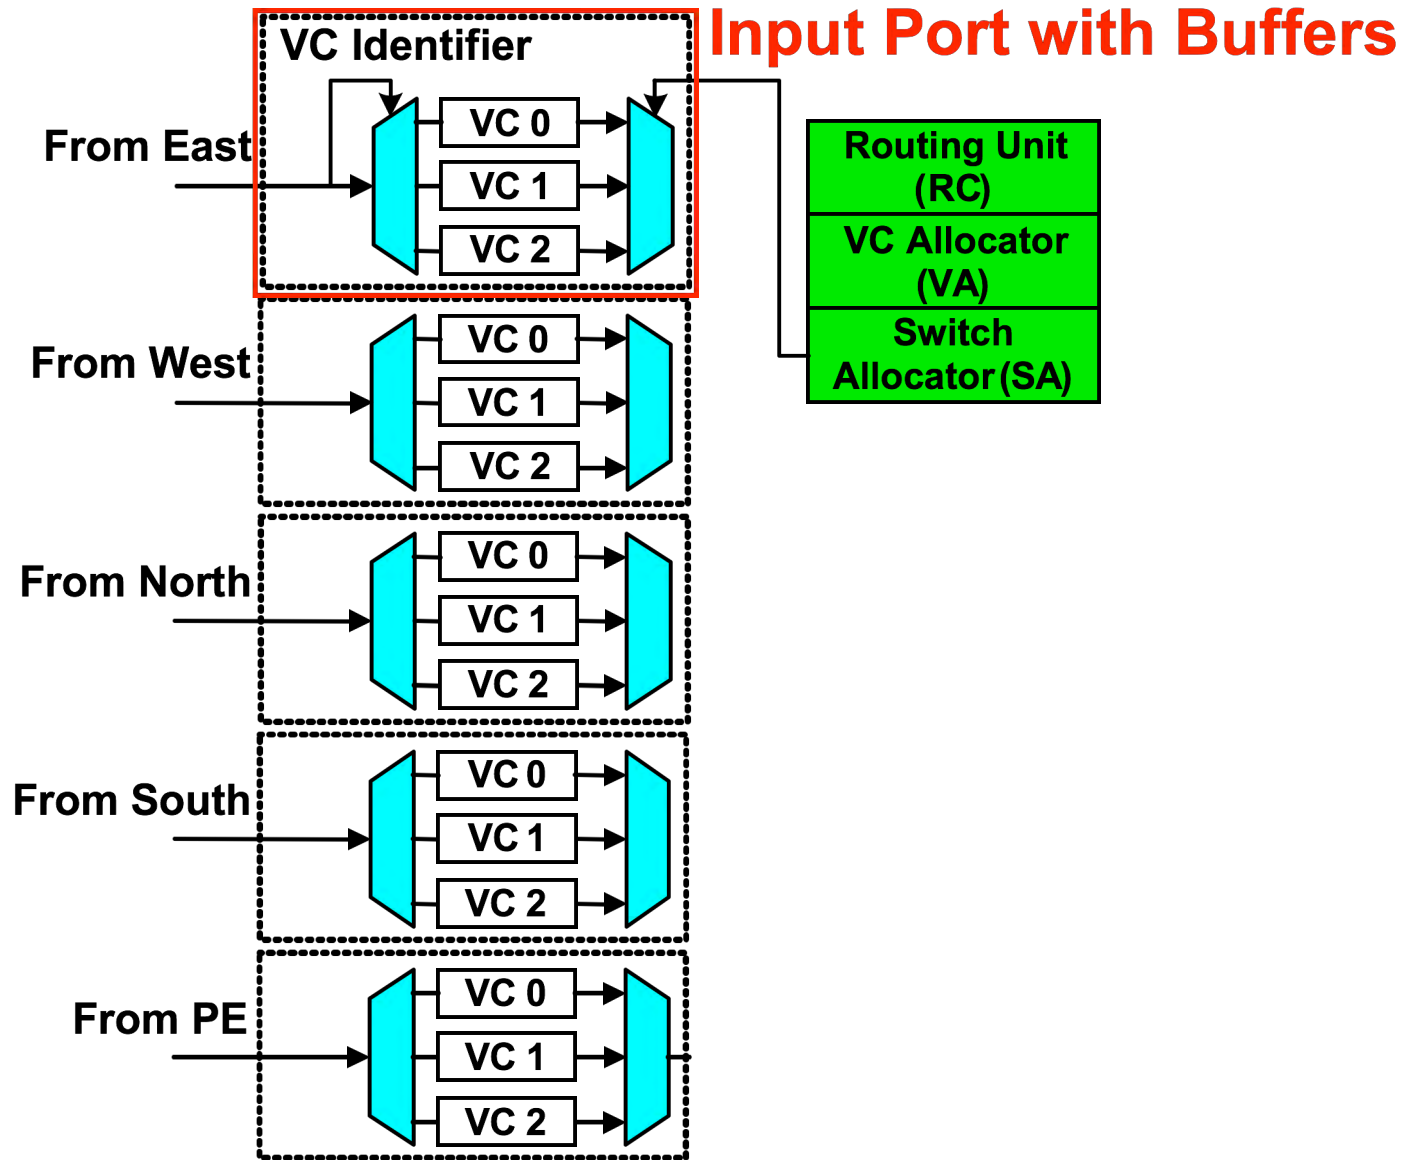 Input Port with Buffers
VC Identifier
From East
VC 0
VC 1
VC 2
Routing Unit
(RC)
VC Allocator
(VA)
Switch
Allocator (SA)
From West
VC 0
VC 1
VC 2
From North
VC 0
VC 1
VC 2
From South
VC 0
VC 1
VC 2
From PE
VC 0
VC 1
VC 2